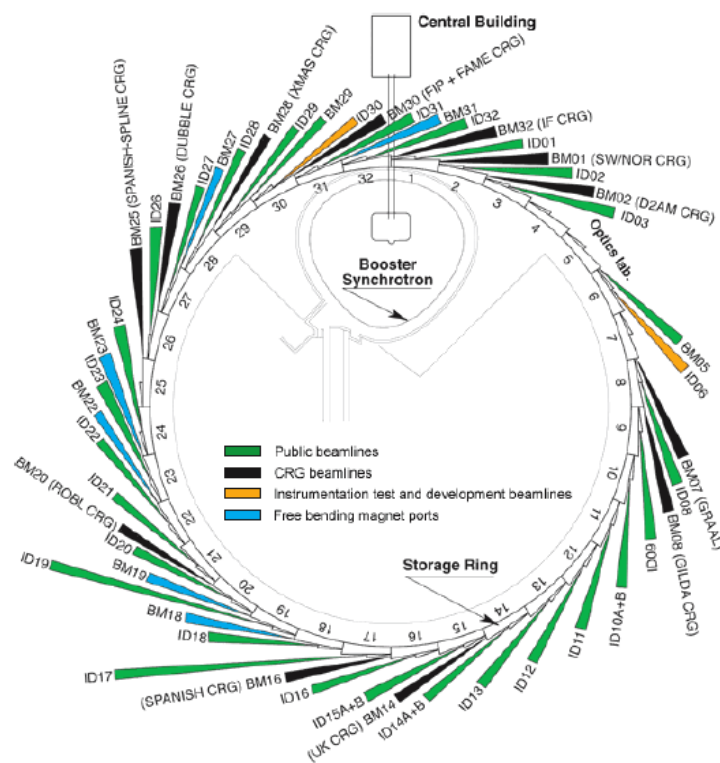 Central Building
BM25 (SPANISH-SPLINE CRG)
ID26
BM26 (DUBBLE CRG)
ID27
BM27
ID28
BM28 (XMAS CRG)
ID29
BM29
ID30
BM30 (FIP + FAME CRG)
ID31
BM31
ID32
BM32 (IF CRG)
ID01
BM01 (SW/NOR CRG)
ID02
BM02 (D2AM CRG)
ID03
Optics lab.
BM05
ID06
BM07 (GRAAL)
ID08
BM08 (GILDA CRG)
ID09
ID10A+B
ID11
ID12
ID13
ID14A+B
(UK CRG) BM14
ID15A+B
ID16
(SPANISH CRG) BM16
ID17
ID18
BM18
BM19
ID19
ID20
BM20 (ROBL CRG)
ID21
ID22
BM22
ID23
BM23
ID24
1
2
3
4
5
6
7
8
9
10
11
12
13
14
15
16
17
18
19
20
21
22
23
24
25
26
27
28
29
30
31
32
Booster
Synchrotron
Public beamlines
CRG beamlines
Instrumentation test and development beamlines
Free bending magnet ports
Storage Ring